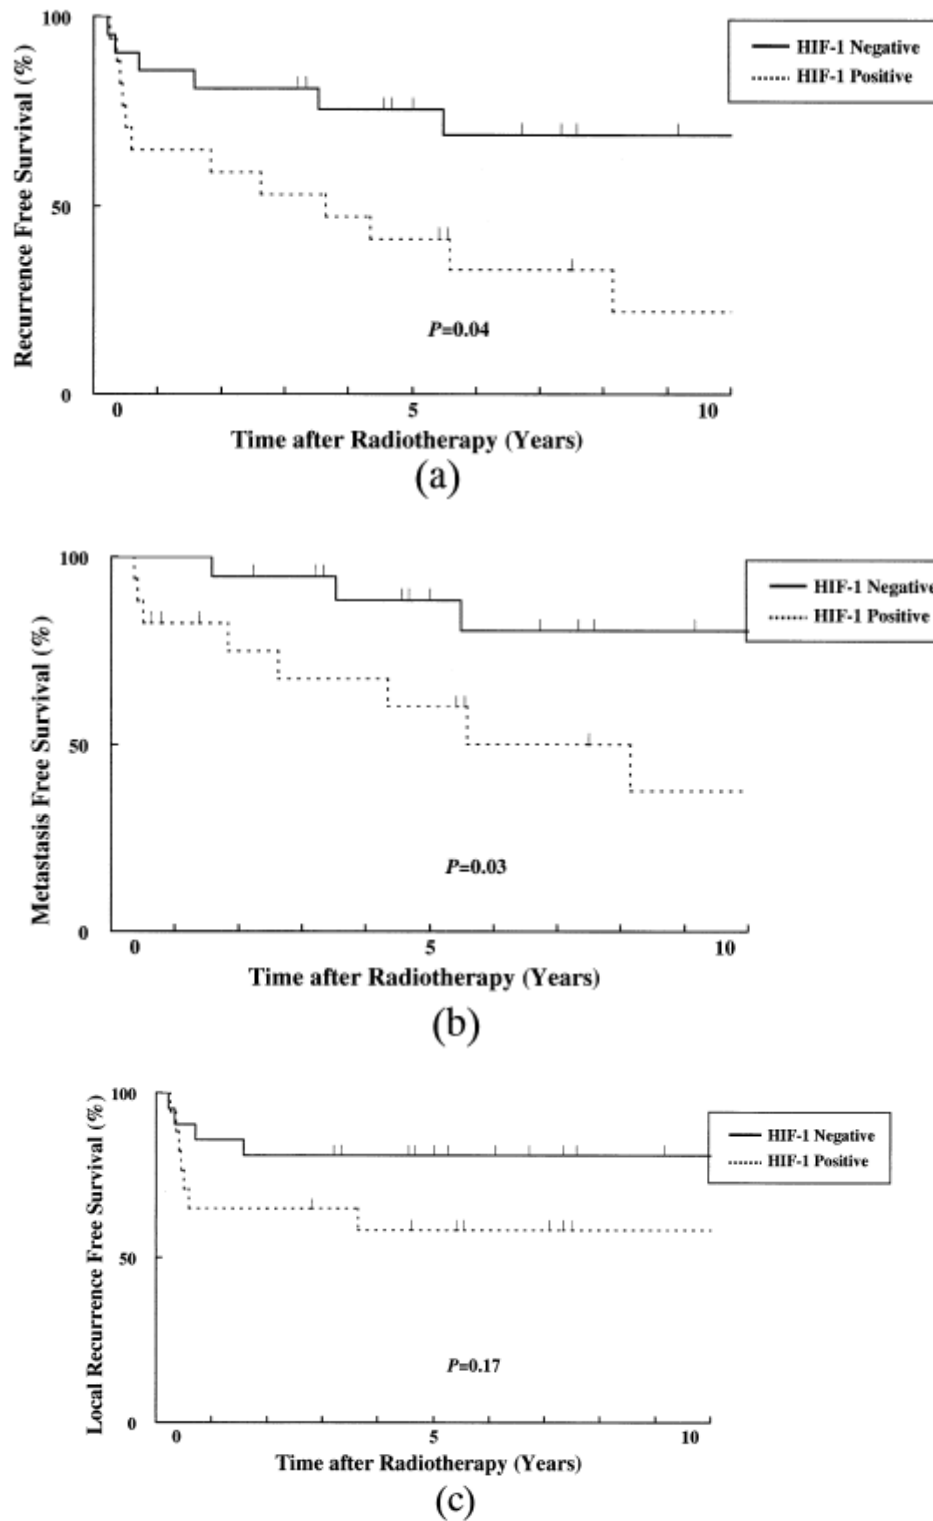 Recurrence Free Survival (%)
50
0
HIF-1 Negative
HIF-1 Positive
P=0.04
0 5 10
Time after Radiotherapy (Years)
(a)
Metastasis Free Survival (%)
100
50
0
HIF-1 Negative
HIF-1 Positive
P=0.03
0 5 10
Time after Radiotherapy (Years)
(b)
Local Recurrence Free Survival (%)
100
50
0
HIF-1 Negative
HIF-1 Positive
P=0.17
0 5 10
Time after Radiotherapy (Years)
(c)